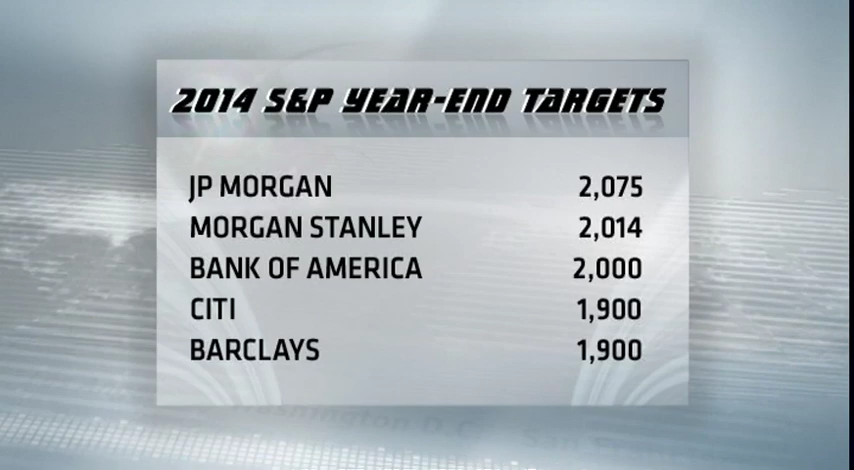 2014 S&P YEAR-END TARGETS
JP MORGAN 2,075
MORGAN STANLEY 2,014
BANK OF AMERICA 2,000
CITI 1,900
BARCLAYS 1,900
Washington D.C.